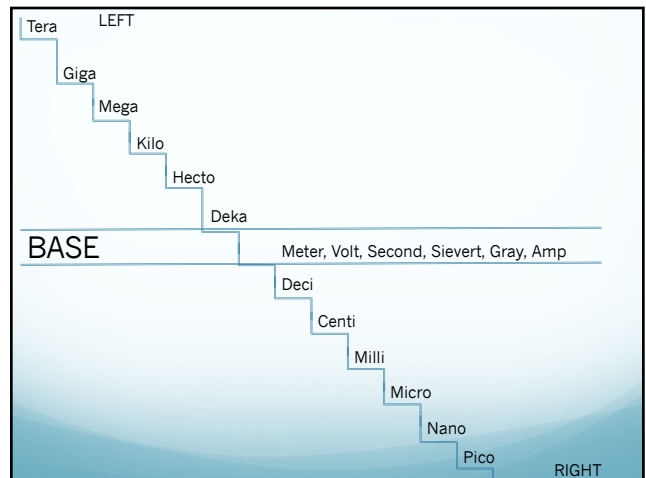 LEFT
Tera
Giga
Mega
Kilo
Hecto
Deka
BASE Meter, Volt, Second, Sievert, Gray, Amp
Deci
Centi
Milli
Micro
Nano
Pico
RIGHT